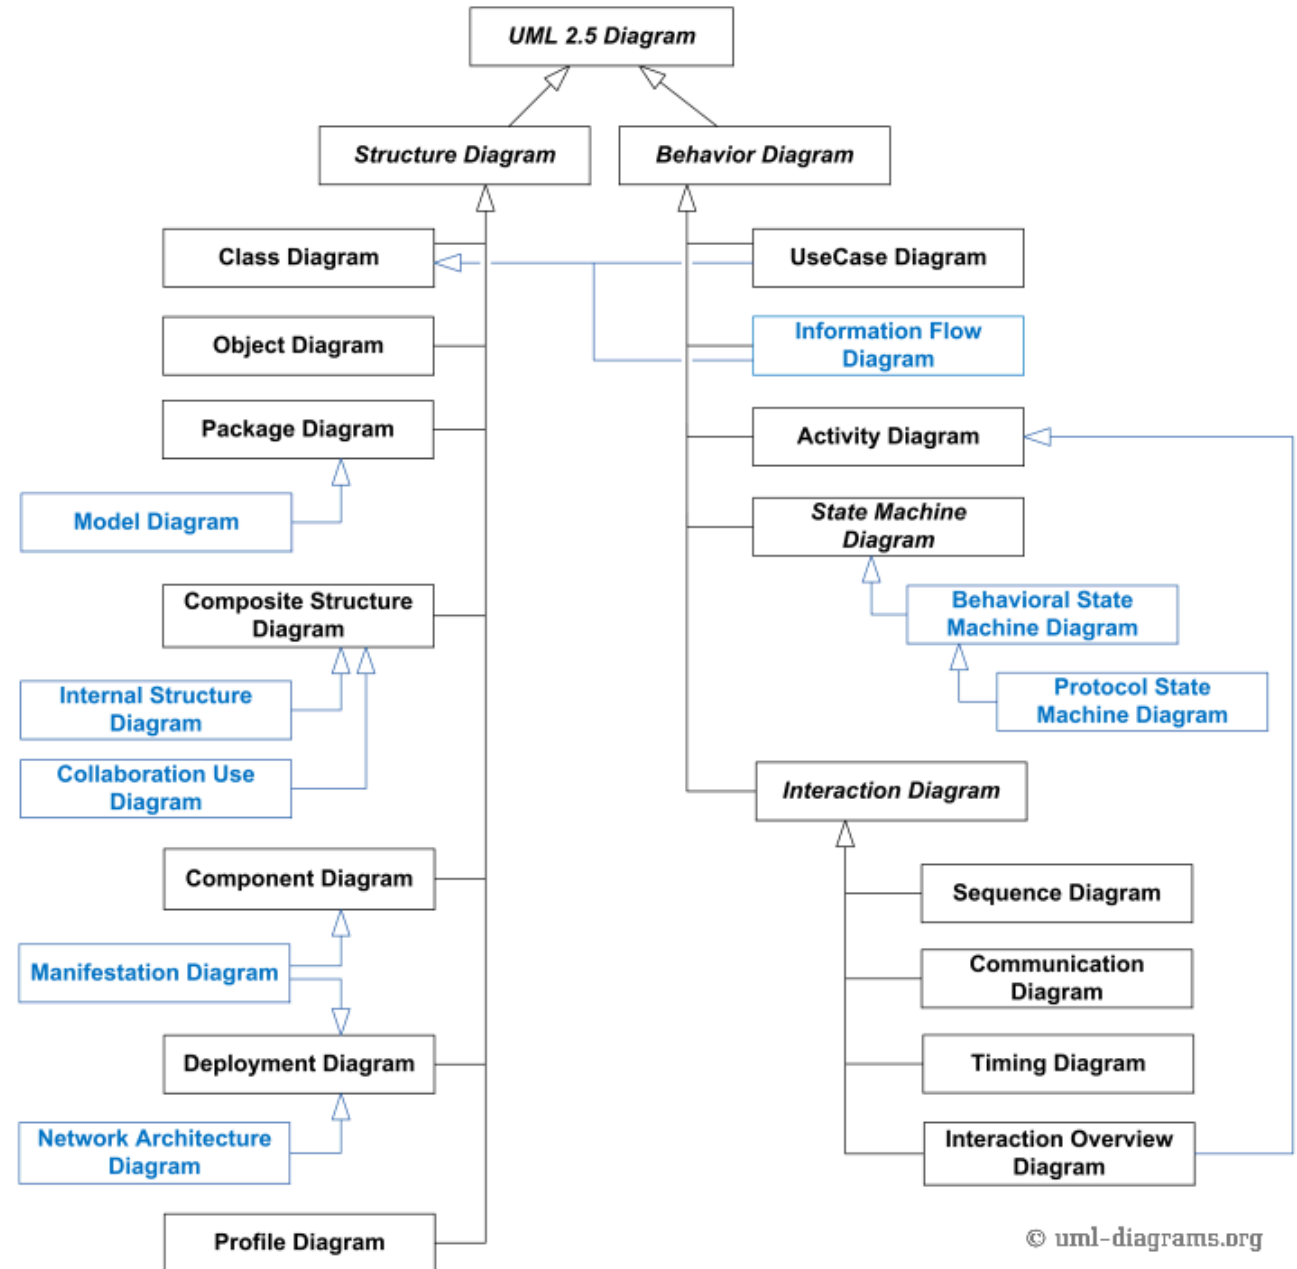 UML 2.5 Diagram
Structure Diagram
Behavior Diagram
Class Diagram
UseCase Diagram
Object Diagram
Information Flow
Diagram
Package Diagram
Activity Diagram
Model Diagram
State Machine
Diagram
Composite Structure
Diagram
Behavioral State
Machine Diagram
Internal Structure
Diagram
Protocol State
Machine Diagram
Collaboration Use
Diagram
Interaction Diagram
Component Diagram
Sequence Diagram
Manifestation Diagram
Communication
Diagram
Deployment Diagram
Timing Diagram
Network Architecture
Diagram
Interaction Overview
Diagram
Profile Diagram
© uml-diagrams.org